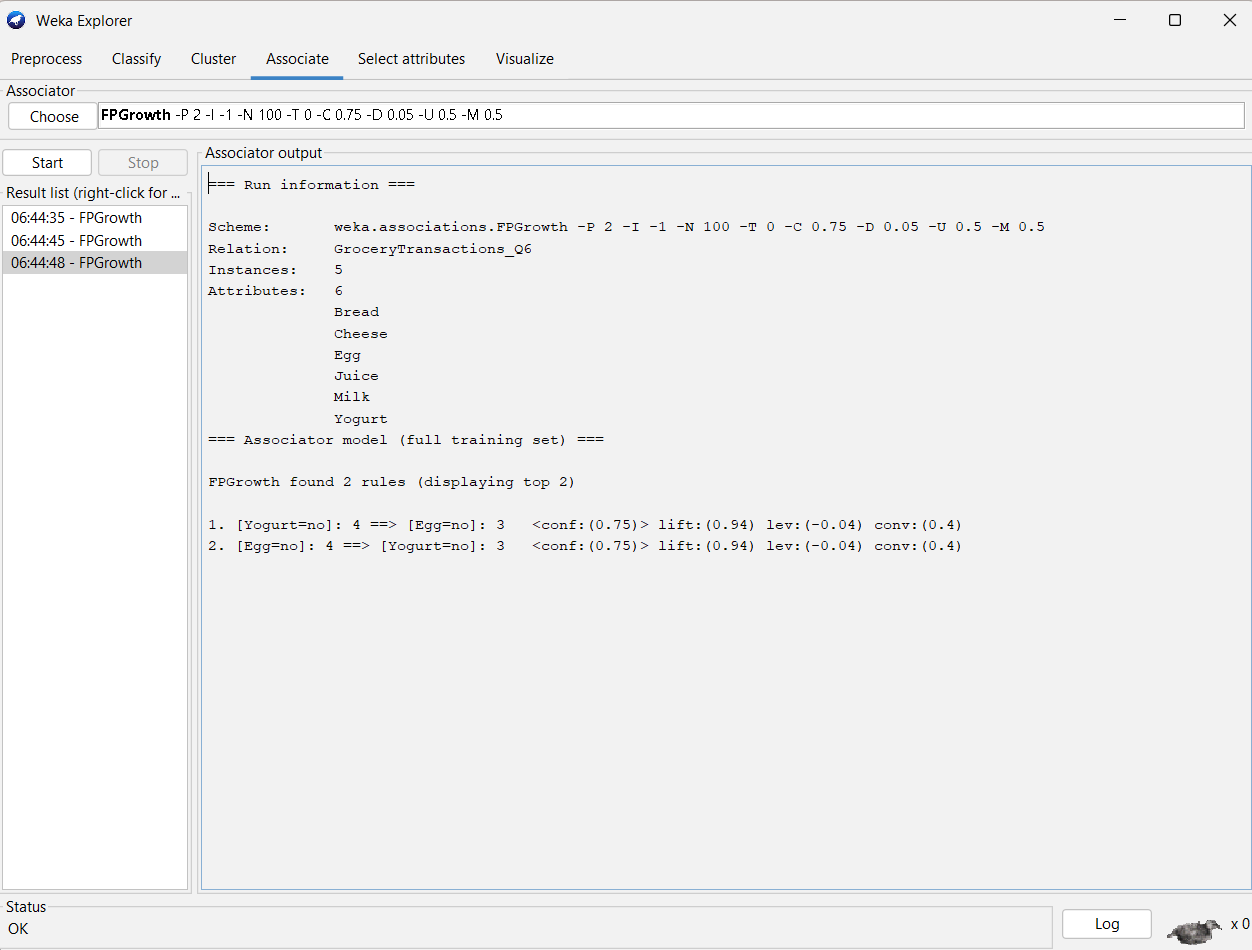 Weka Explorer
Preprocess Classify Cluster Associate Select attributes Visualize
Associator
Choose FPGrowth -P 2 -I -1 -N 100 -T 0 -C 0.75 -D 0.05 -U 0.5 -M 0.5
Start Stop
Result list (right-click for ...
06:44:35 - FPGrowth
06:44:45 - FPGrowth
06:44:48 - FPGrowth
Associator output
=== Run information ===
Scheme: weka.associations.FPGrowth -P 2 -I -1 -N 100 -T 0 -C 0.75 -D 0.05 -U 0.5 -M 0.5
Relation: GroceryTransactions_Q6
Instances: 5
Attributes: 6
Bread
Cheese
Egg
Juice
Milk
Yogurt
=== Associator model (full training set) ===
FPGrowth found 2 rules (displaying top 2)
1. [Yogurt=no]: 4 ==> [Egg=no]: 3 <conf:(0.75)> lift:(0.94) lev:(-0.04) conv:(0.4)
2. [Egg=no]: 4 ==> [Yogurt=no]: 3 <conf:(0.75)> lift:(0.94) lev:(-0.04) conv:(0.4)
Status
OK
Log
x 0